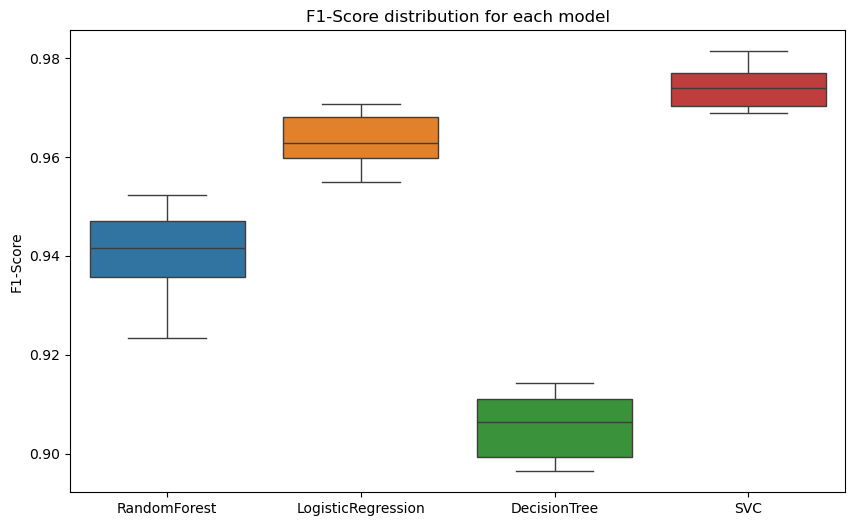 F1-Score distribution for each model
F1-Score
0.98
0.96
0.94
0.92
0.90
RandomForest
LogisticRegression
DecisionTree
SVC